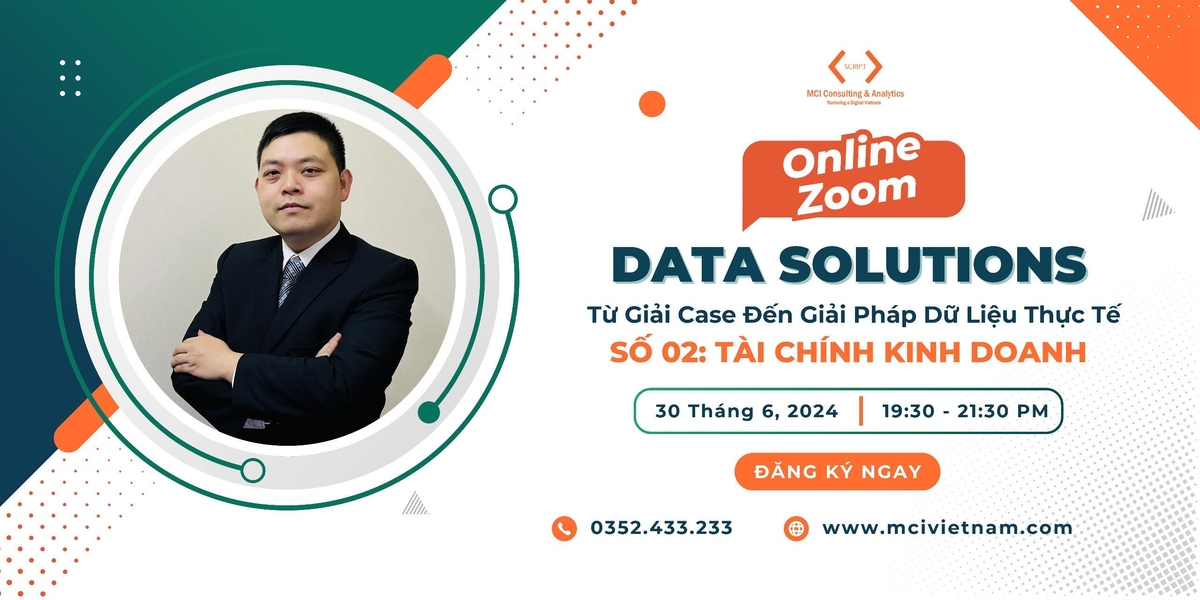 SCRIPT
MCI Consulting & Analytics
Nurturing a Digital Vietnam
Online
Zoom
DATA SOLUTIONS
Từ Giải Case Đến Giải Pháp Dữ Liệu Thực Tế
SỐ 02: TÀI CHÍNH KINH DOANH
30 Tháng 6, 2024 | 19:30 - 21:30 PM
ĐĂNG KÝ NGAY
0352.433.233 www.mcivietnam.com